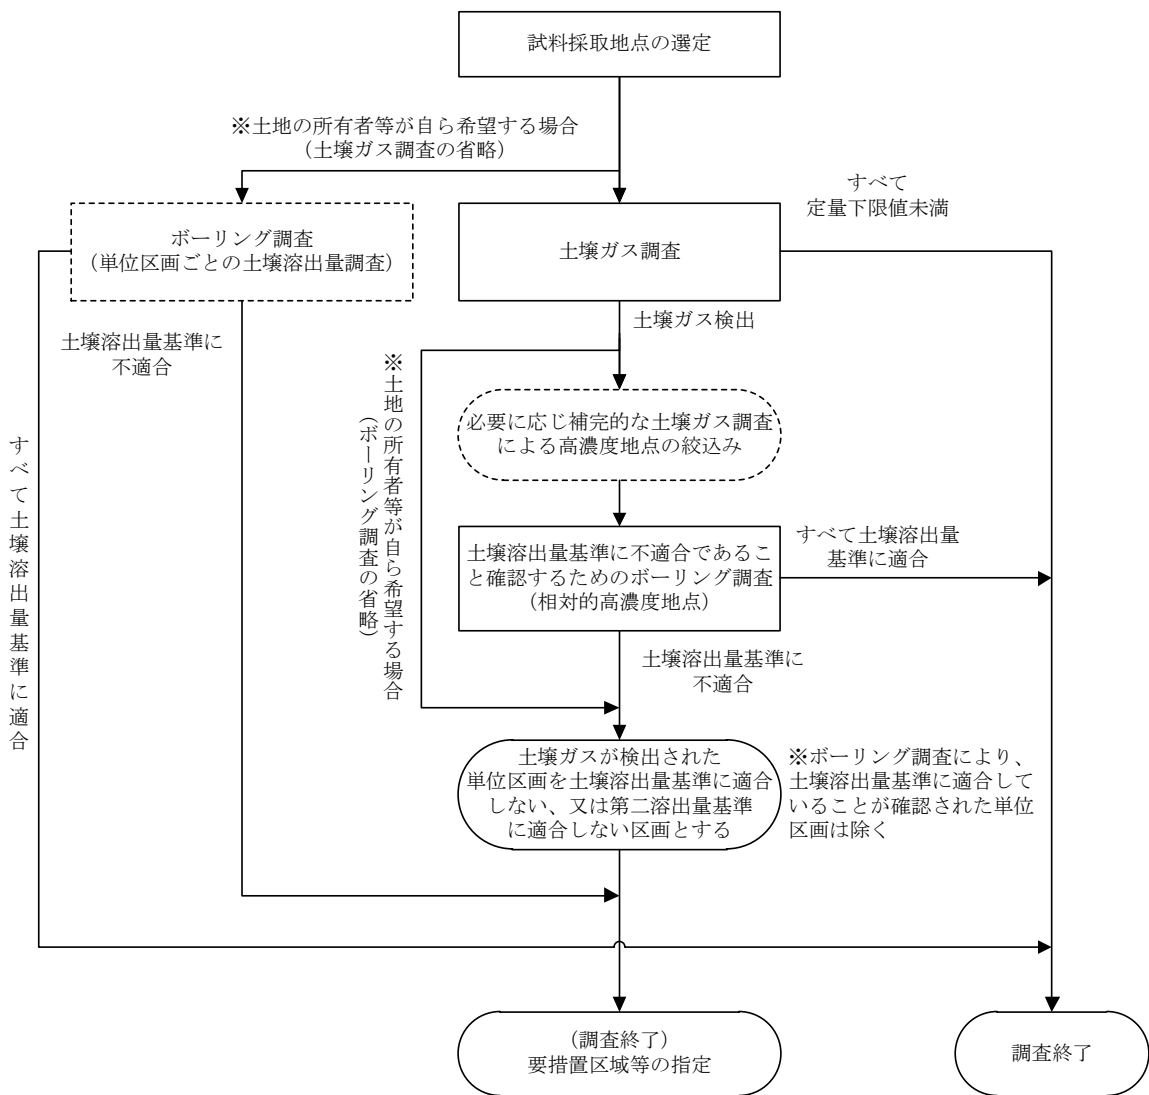 試料採取地点の選定
※土地の所有者等が自ら希望する場合
（土壌ガス調査の省略）
すべて
定量下限値未満
ボーリング調査
（単位区画ごとの土壌溶出量調査）
土壌ガス調査
土壌ガス検出
土壌溶出量基準に
不適合
※土地の所有者等が自ら希望する場合
（ボーリング調査の省略）
必要に応じ補完的な土壌ガス調査
による高濃度地点の絞込み
すべて土壌溶出量基準に適合
土壌溶出量基準に不適合であるこ
と確認するためのボーリング調査
（相対的高濃度地点）
すべて土壌溶出量
基準に適合
土壌溶出量基準に
不適合
土壌ガスが検出された
単位区画を土壌溶出量基準に適合
しない、又は第二溶出量基準
に適合しない区画とする
※ボーリング調査により、
土壌溶出量基準に適合して
いることが確認された単位
区画は除く
（調査終了）
要措置区域等の指定
調査終了